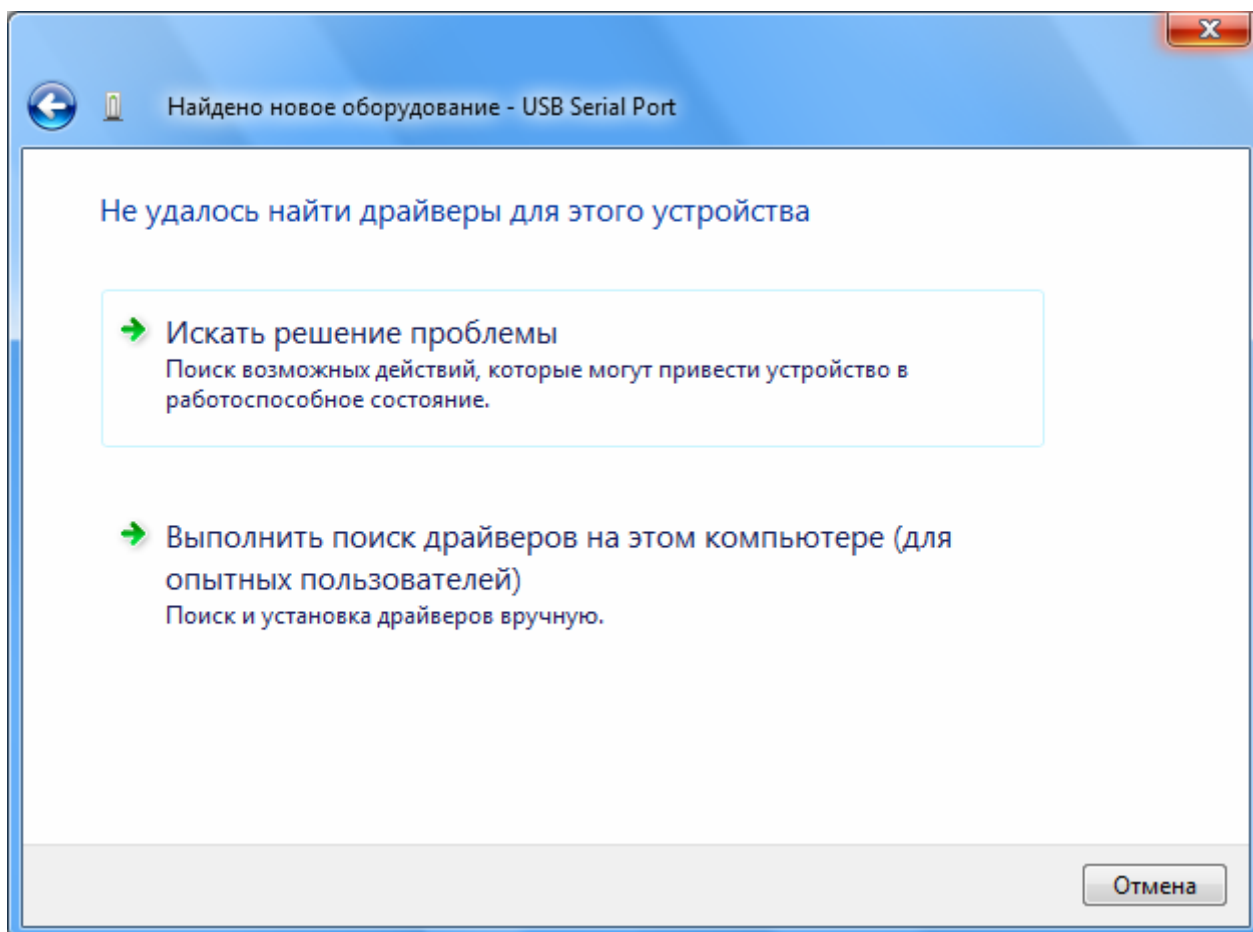 Найдено новое оборудование - USB Serial Port
Не удалось найти драйверы для этого устройства
Искать решение проблемы
Поиск возможных действий, которые могут привести устройство в
работоспособное состояние.
Выполнить поиск драйверов на этом компьютере (для
опытных пользователей)
Поиск и установка драйверов вручную.
Отмена